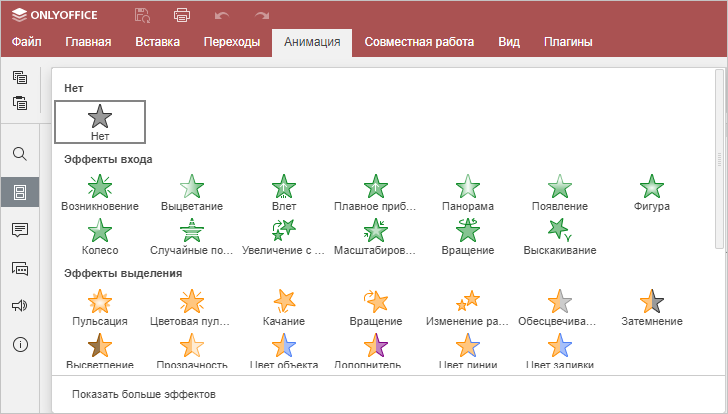 ONLYOFFICE
Файл Главная Вставка Переходы Анимация Совместная работа Вид Плагины
Нет
Нет
Эффекты входа
Возникновение Выцветание Влет Плавное приб... Панорама Появление Фигура
Колесо Случайные по... Увеличение с ... Масштабиров... Вращение Выскакивание
Эффекты выделения
Пульсация Цветовая пул... Качание Вращение Изменение ра... Обесцвечива... Затемнение
Высветление Прозрачность Цвет объекта Дополнитель... Цвет линии Цвет заливки
Показать больше эффектов